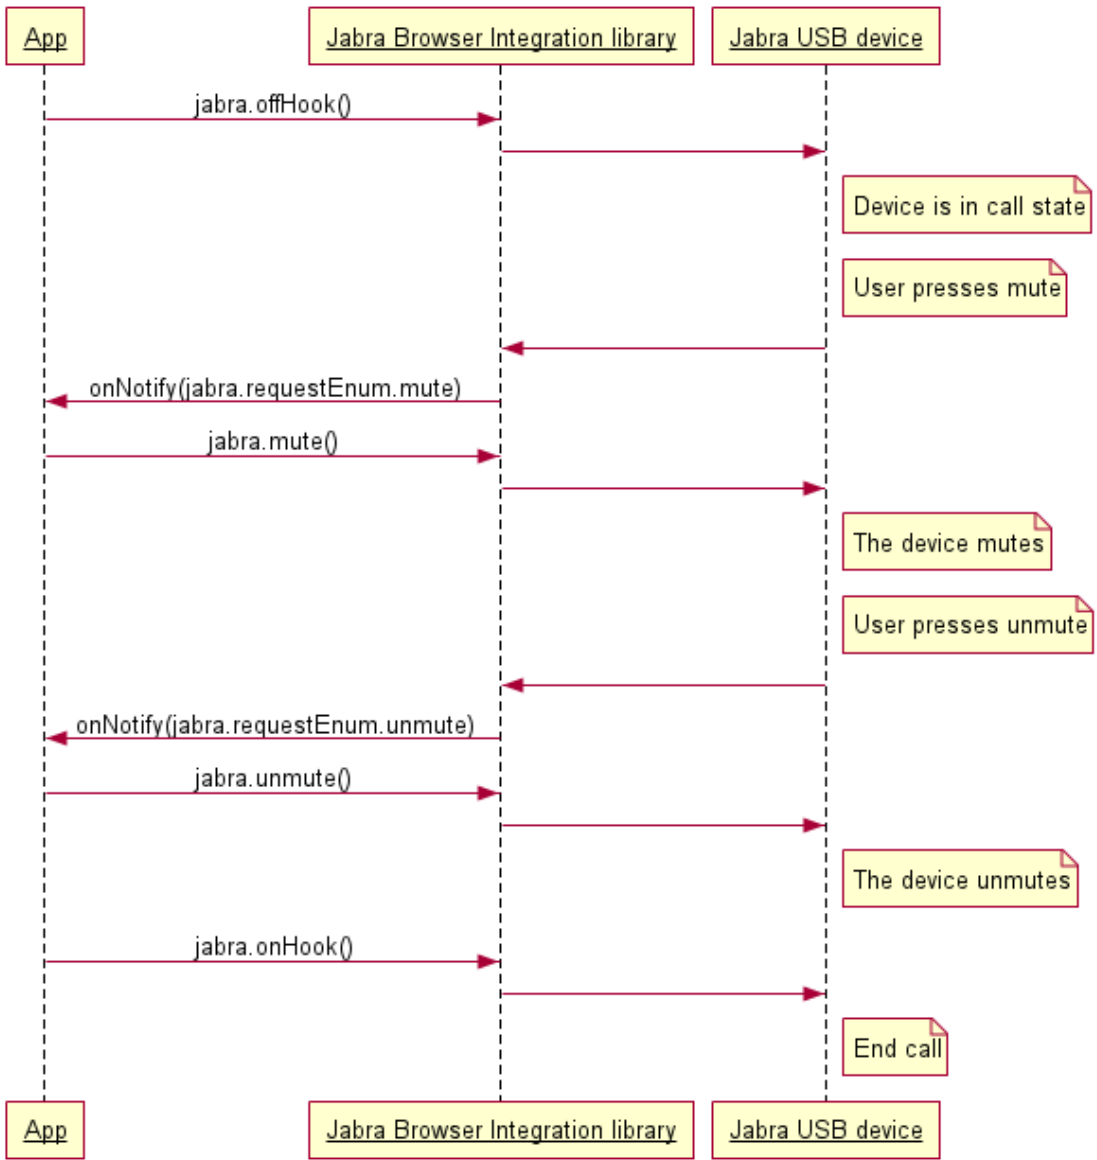 App
Jabra Browser Integration library
Jabra USB device
jabra.offHook()
Device is in call state
User presses mute
onNotify(jabra.requestEnum.mute)
jabra.mute()
The device mutes
User presses unmute
onNotify(jabra.requestEnum.unmute)
jabra.unmute()
The device unmutes
jabra.onHook()
End call
App
Jabra Browser Integration library
Jabra USB device